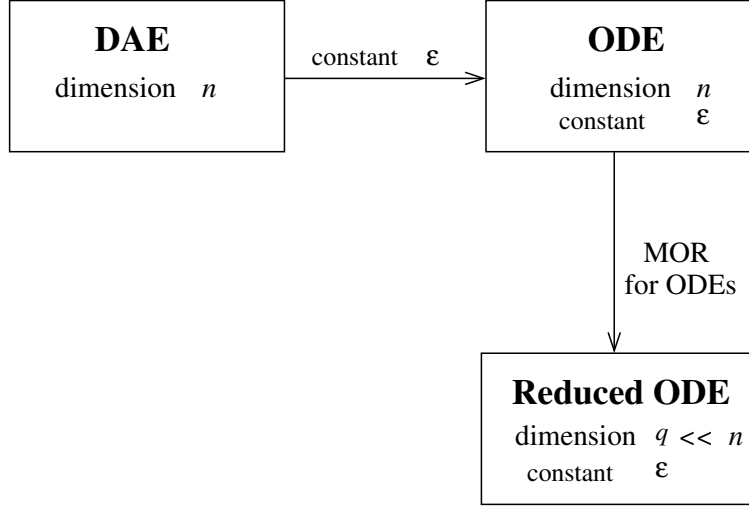 DAE
dimension n
constant ε
ODE
dimension n
constant ε
MOR
for ODEs
Reduced ODE
dimension q << n
constant ε